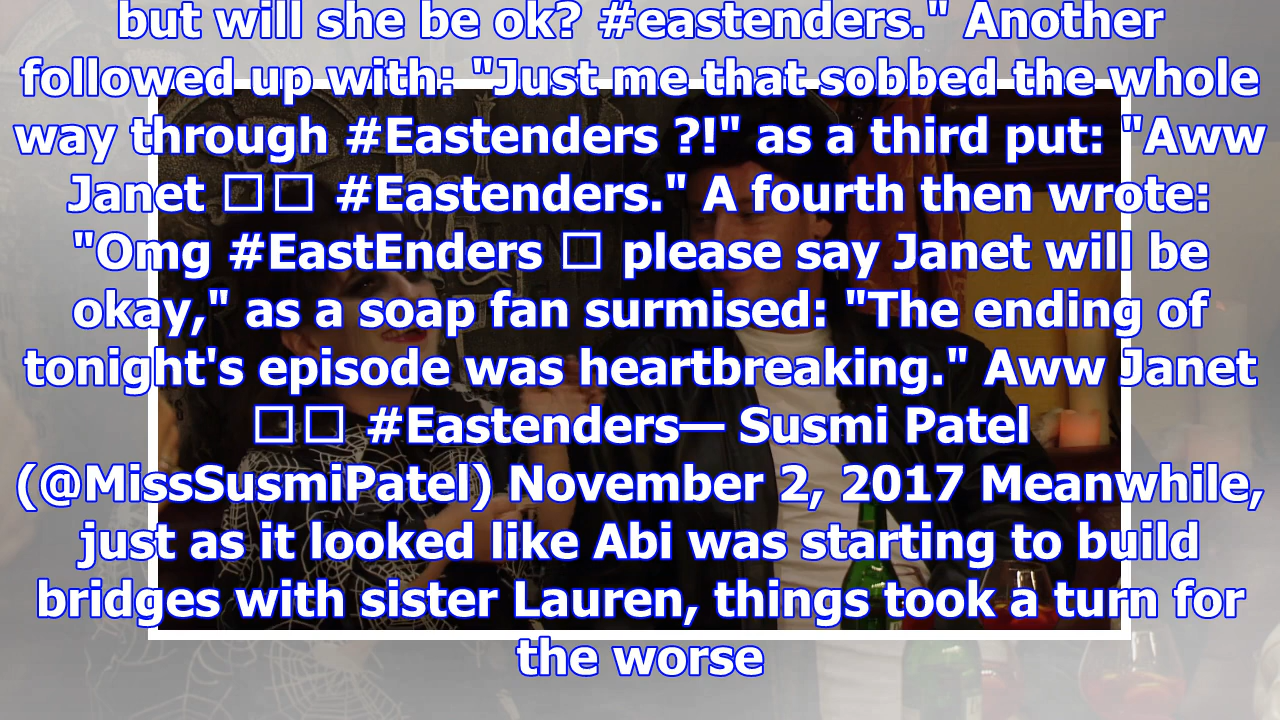 but will she be ok? #eastenders." Another
followed up with: "Just me that sobbed the whole
way through #Eastenders ?!" as a third put: "Aww
Janet □□ #Eastenders." A fourth then wrote:
"Omg #EastEnders □ please say Janet will be
okay," as a soap fan surmised: "The ending of
tonight's episode was heartbreaking." Aww Janet
□□ #Eastenders— Susmi Patel
(@MissSusmiPatel) November 2, 2017 Meanwhile,
just as it looked like Abi was starting to build
bridges with sister Lauren, things took a turn for
the worse